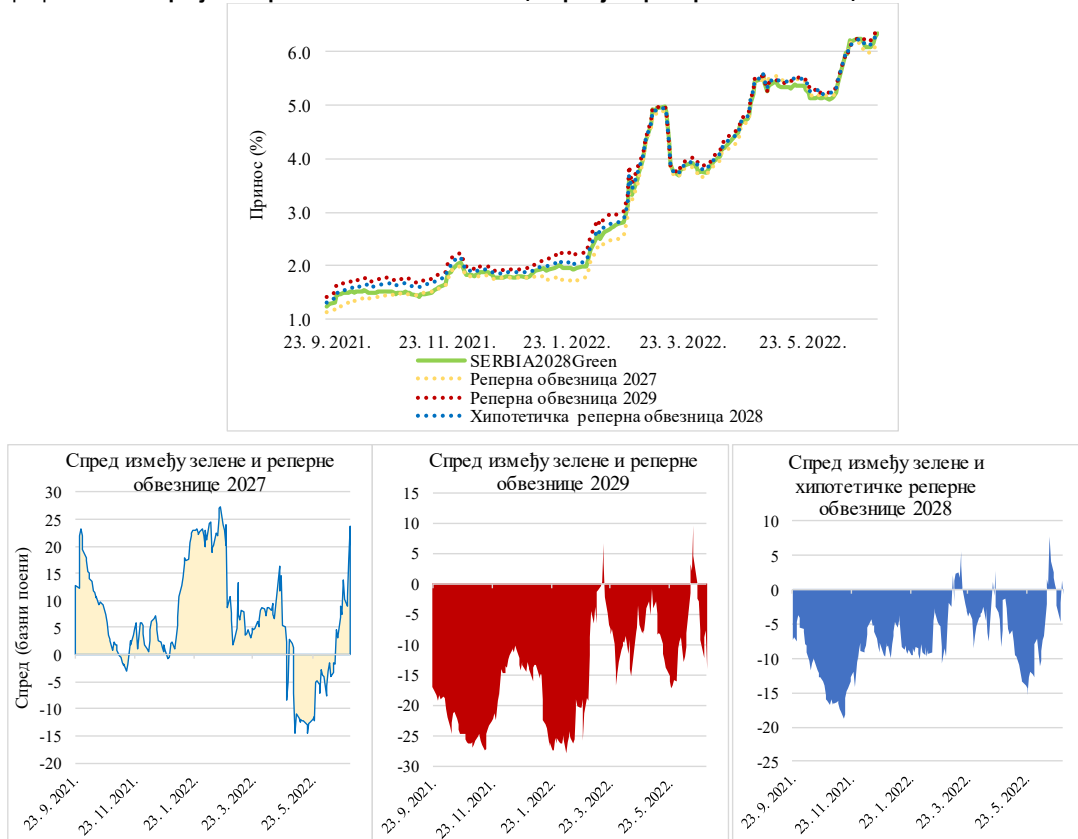 6.0
5.0
4.0
3.0
2.0
1.0
Принос (%)
23. 9. 2021.
23. 11. 2021.
23. 1. 2022.
23. 3. 2022.
23. 5. 2022.
SERBIA2028Green
Реперна обвезница 2027
Реперна обвезница 2029
Хипотетичка реперна обвезница 2028
Спред између зелене и реперне
обвезнице 2027
Спред (базни поени)
30
25
20
15
10
5
0
-5
-10
-15
-20
23. 9. 2021.
23. 11. 2021.
23. 1. 2022.
23. 3. 2022.
23. 5. 2022.
Спред између зелене и реперне
обвезнице 2029
15
10
5
0
-5
-10
-15
-20
-25
-30
23. 9. 2021.
23. 11. 2021.
23. 1. 2022.
23. 3. 2022.
23. 5. 2022.
Спред између зелене и
хипотетичке реперне
обвезнице 2028
10
5
0
-5
-10
-15
-20
-25
23. 9. 2021.
23. 11. 2021.
23. 1. 2022.
23. 3. 2022.
23. 5. 2022.